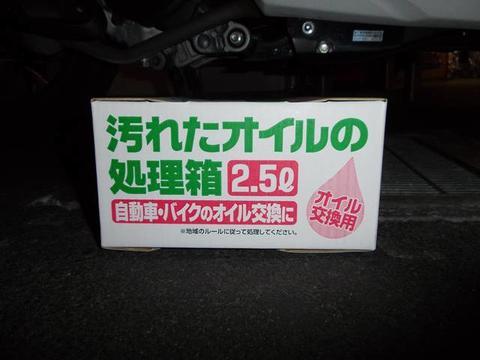 汚れたオイルの
処理箱 2.5ℓ
自動車・バイクのオイル交換に
※地域のルールに従って処理してください。
オイル
交換用